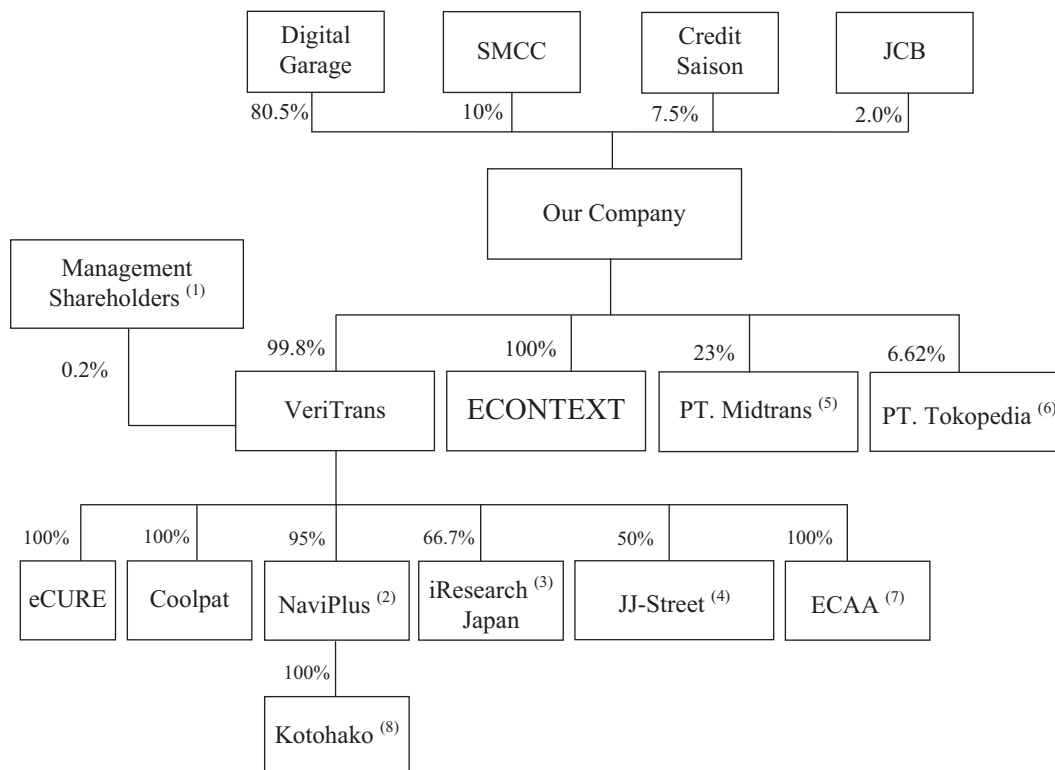 Digital
Garage
SMCC
Credit
Saison
JCB
80.5%
10%
7.5%
2.0%
Our Company
Management
Shareholders (1)
0.2%
99.8%
100%
23%
6.62%
VeriTrans
ECONTEXT
PT. Midtrans (5)
PT. Tokopedia (6)
100%
100%
95%
66.7%
50%
100%
eCURE
Coolpat
NaviPlus (2)
iResearch (3)
Japan
JJ-Street (4)
ECAA (7)
100%
Kotohako (8)